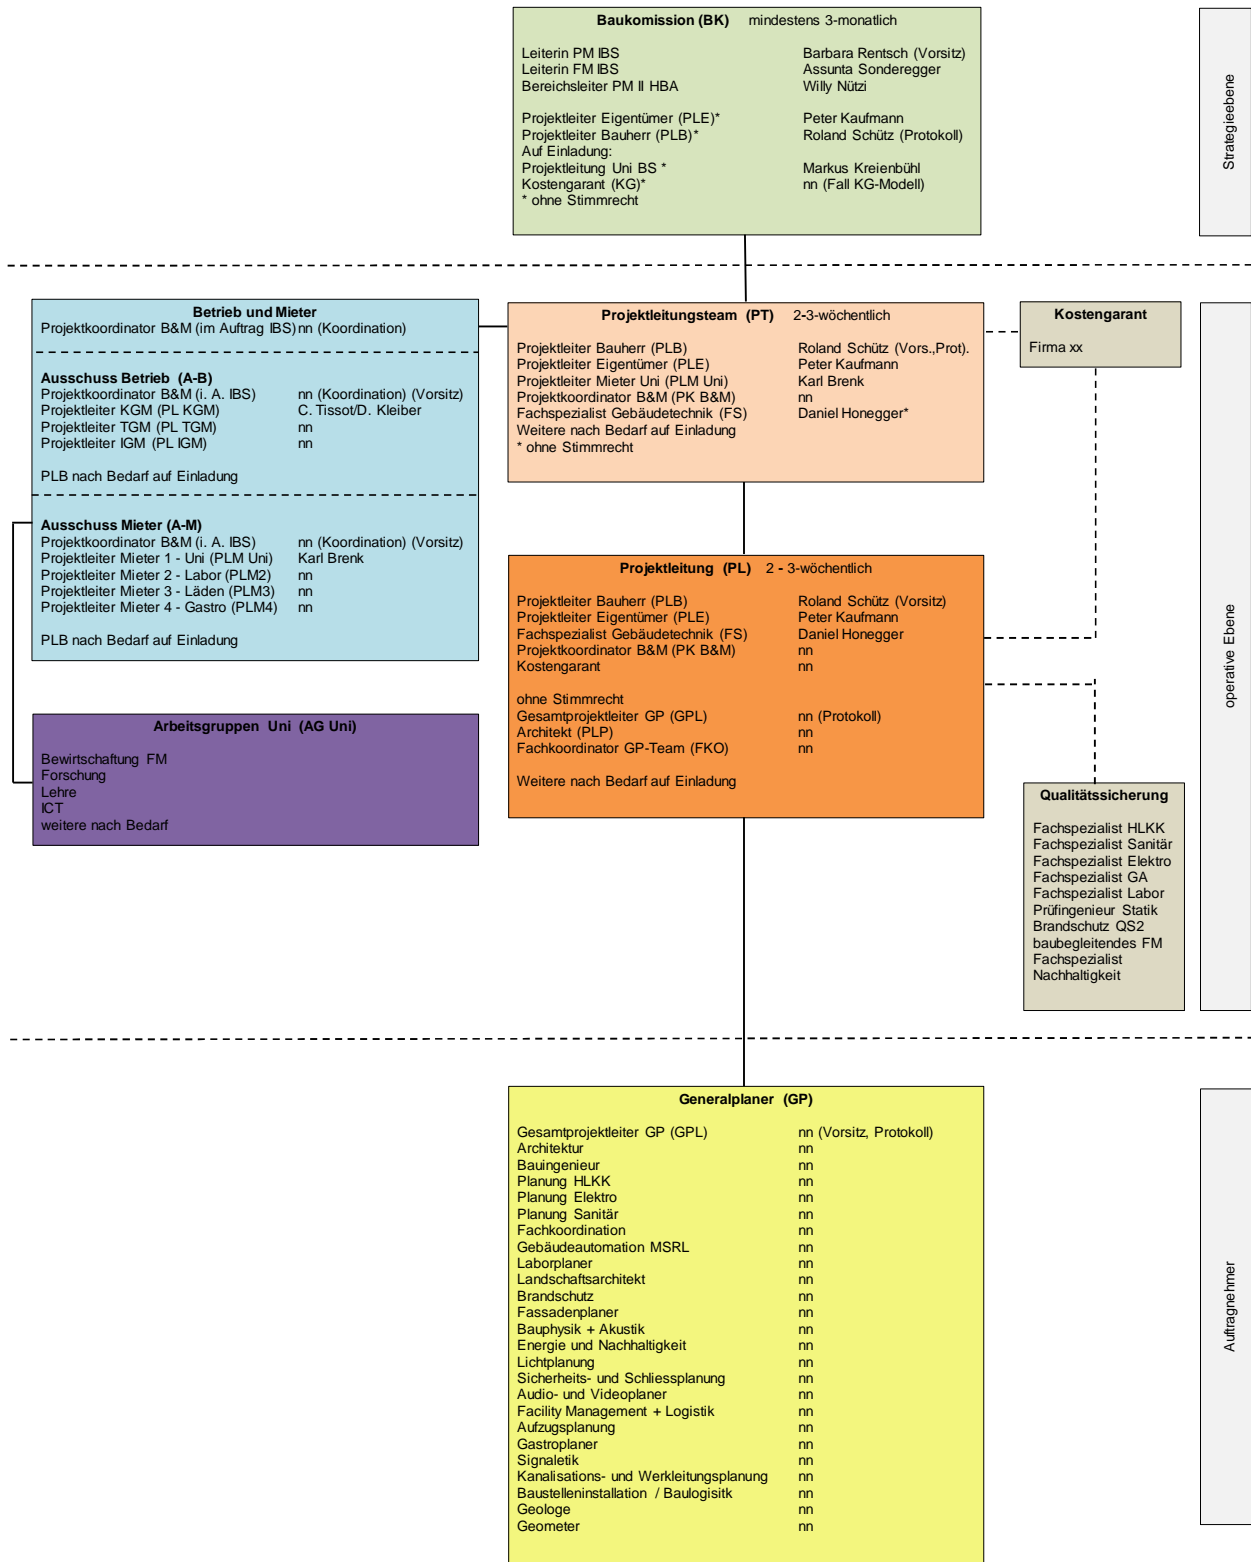 Baukomission (BK) mindestens 3-monatlich
Leiterin PM IBS Barbara Rentsch (Vorsitz)
Leiterin FM IBS Assunta Sonderegger
Bereichsleiter PM II HBA Willy Nützi
Projektleiter Eigentümer (PLE)* Peter Kaufmann
Projektleiter Bauherr (PLB)* Roland Schütz (Protokoll)
Auf Einladung:
Projektleitung Uni BS * Markus Kreienbühl
Kostengarant (KG)* nn (Fall KG-Modell)
* ohne Stimmrecht
Strategieebene
Betrieb und Mieter
Projektkoordinator B&M (im Auftrag IBS) nn (Koordination)
Ausschuss Betrieb (A-B)
Projektkoordinator B&M (i. A. IBS) nn (Koordination) (Vorsitz)
Projektleiter KGM (PL KGM) C. Tissot/D. Kleiber
Projektleiter TGM (PL TGM) nn
Projektleiter IGM (PL IGM) nn
PLB nach Bedarf auf Einladung
Ausschuss Mieter (A-M)
Projektkoordinator B&M (i. A. IBS) nn (Koordination) (Vorsitz)
Projektleiter Mieter 1 - Uni (PLM Uni) Karl Brenk
Projektleiter Mieter 2 - Labor (PLM2) nn
Projektleiter Mieter 3 - Läden (PLM3) nn
Projektleiter Mieter 4 - Gastro (PLM4) nn
PLB nach Bedarf auf Einladung
Arbeitsgruppen Uni (AG Uni)
Bewirtschaftung FM
Forschung
Lehre
ICT
weitere nach Bedarf
Projektleitungsteam (PT) 2-3-wöchentlich
Projektleiter Bauherr (PLB) Roland Schütz (Vors.,Prot).
Projektleiter Eigentümer (PLE) Peter Kaufmann
Projektleiter Mieter Uni (PLM Uni) Karl Brenk
Projektkoordinator B&M (PK B&M) nn
Fachspezialist Gebäudetechnik (FS) Daniel Honegger*
Weitere nach Bedarf auf Einladung
* ohne Stimmrecht
Kostengarant
Firma xx
Projektleitung (PL) 2 - 3-wöchentlich
Projektleiter Bauherr (PLB) Roland Schütz (Vorsitz)
Projektleiter Eigentümer (PLE) Peter Kaufmann
Fachspezialist Gebäudetechnik (FS) Daniel Honegger
Projektkoordinator B&M (PK B&M) nn
Kostengarant nn
ohne Stimmrecht
Gesamtprojektleiter GP (GPL) nn (Protokoll)
Architekt (PLP) nn
Fachkoordinator GP-Team (FKO) nn
Weitere nach Bedarf auf Einladung
Qualitätssicherung
Fachspezialist HLKK
Fachspezialist Sanitär
Fachspezialist Elektro
Fachspezialist GA
Fachspezialist Labor
Prüfingenieur Statik
Brandschutz QS2
baubegleitendes FM
Fachspezialist
Nachhaltigkeit
operative Ebene
Generalplaner (GP)
Gesamtprojektleiter GP (GPL) nn (Vorsitz, Protokoll)
Architektur nn
Bauingenieur nn
Planung HLKK nn
Planung Elektro nn
Planung Sanitär nn
Fachkoordination nn
Gebäudeautomation MSRL nn
Laborplaner nn
Landschaftsarchitekt nn
Brandschutz nn
Fassadenplaner nn
Bauphysik + Akustik nn
Energie und Nachhaltigkeit nn
Lichtplanung nn
Sicherheits- und Schliessplanung nn
Audio- und Videoplaner nn
Facility Management + Logistik nn
Aufzugsplanung nn
Gastroplaner nn
Signaletik nn
Kanalisations- und Werkleitungsplanung nn
Baustelleninstallation / Baulogisitk nn
Geologe nn
Geometer nn
Auftragnehmer